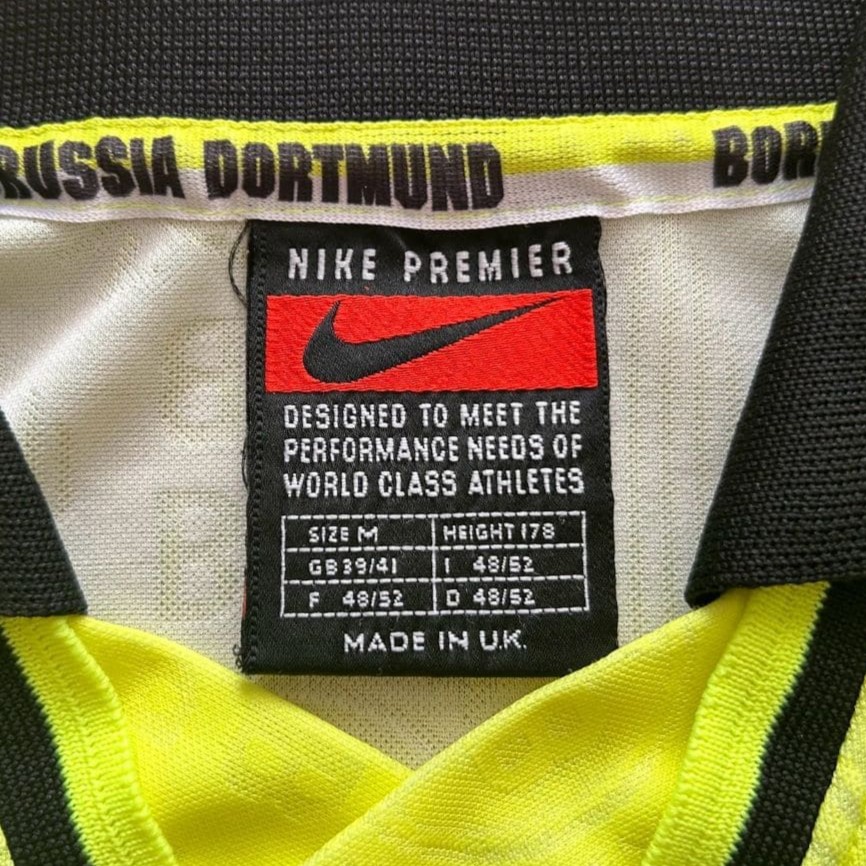 RUSSIA DORTMUND BOR
NIKE PREMIER
DESIGNED TO MEET THE
PERFORMANCE NEEDS OF
WORLD CLASS ATHLETES
SIZE M HEIGHT 178
GB 39/41 I 48/52
F 48/52 D 48/52
MADE IN U.K.